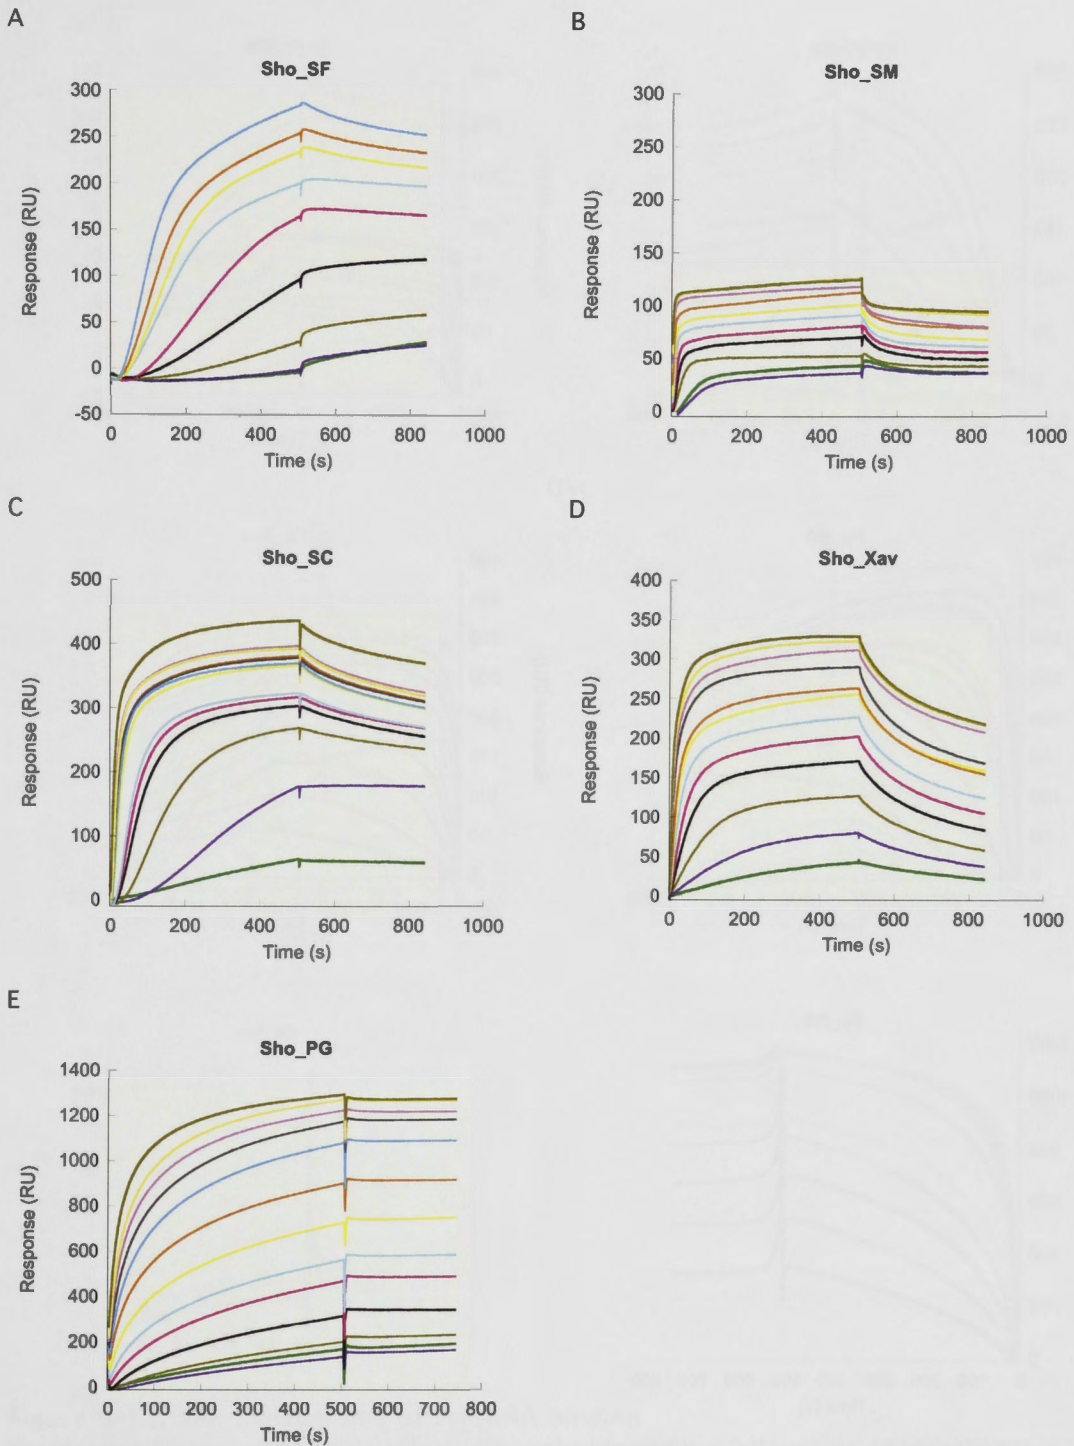 A
Sho_SF
300
250
200
150
100
50
0
-50
Response (RU)
0 200 400 600 800 1000
Time (s)
B
Sho_SM
300
250
200
150
100
50
0
Response (RU)
0 200 400 600 800 1000
Time (s)
C
Sho_SC
500
400
300
200
100
0
Response (RU)
0 200 400 600 800 1000
Time (s)
D
Sho_Xav
400
350
300
250
200
150
100
50
0
Response (RU)
0 200 400 600 800 1000
Time (s)
E
Sho_PG
1400
1200
1000
800
600
400
200
0
Response (RU)
0 100 200 300 400 500 600 700 800
Time (s)